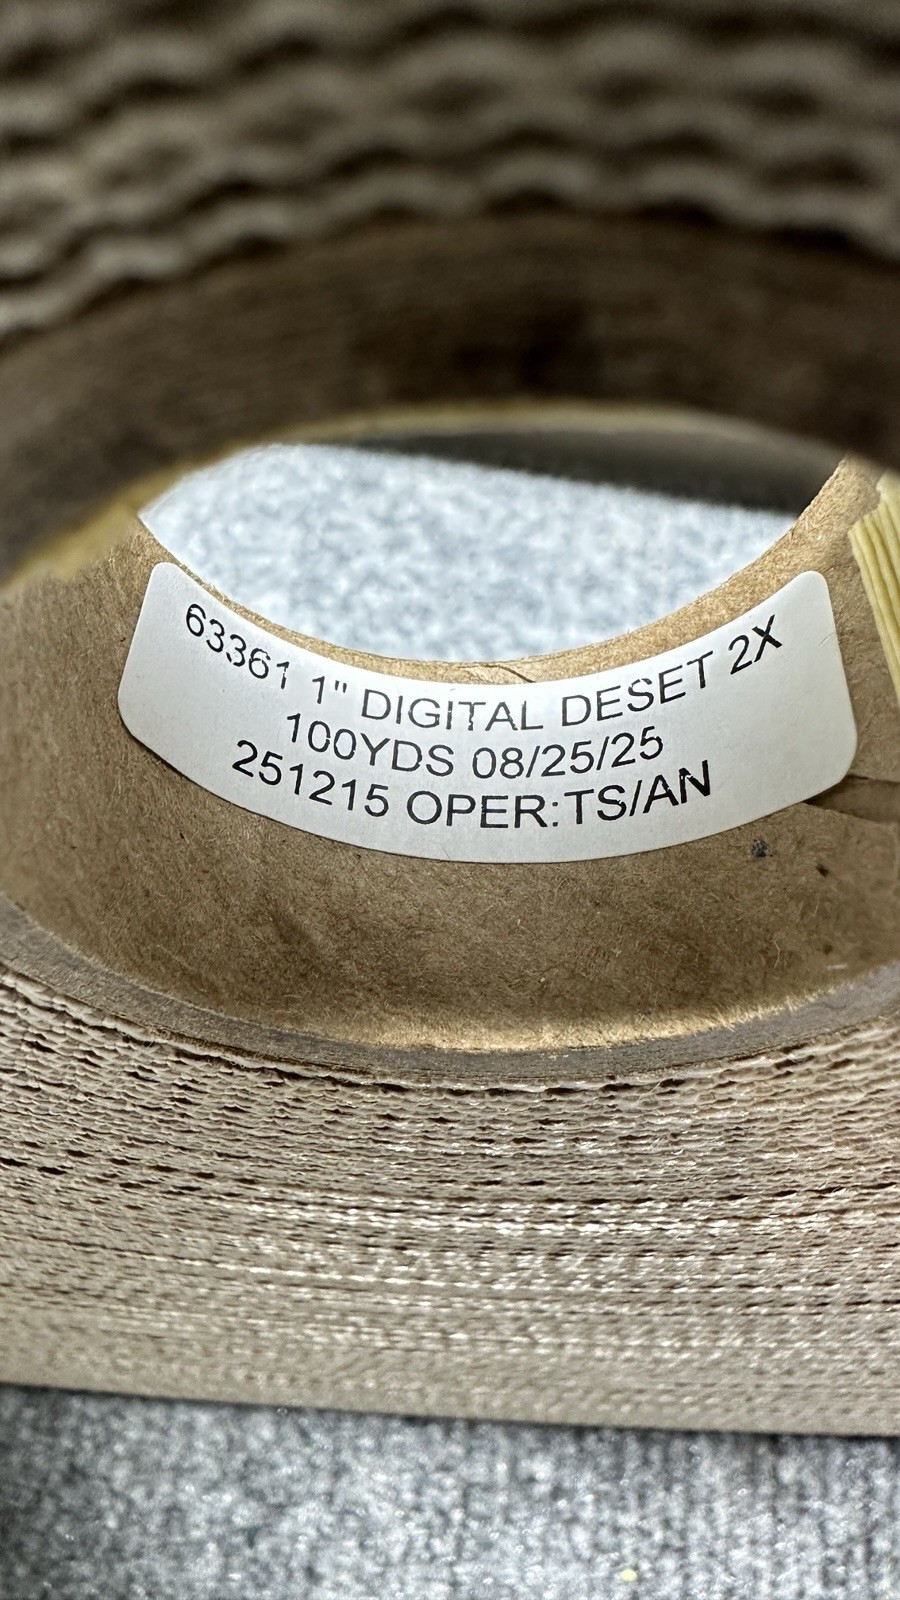 63361 1" DIGITAL DESET 2X
100YDS 08/25/25
251215 OPER:TS/AN